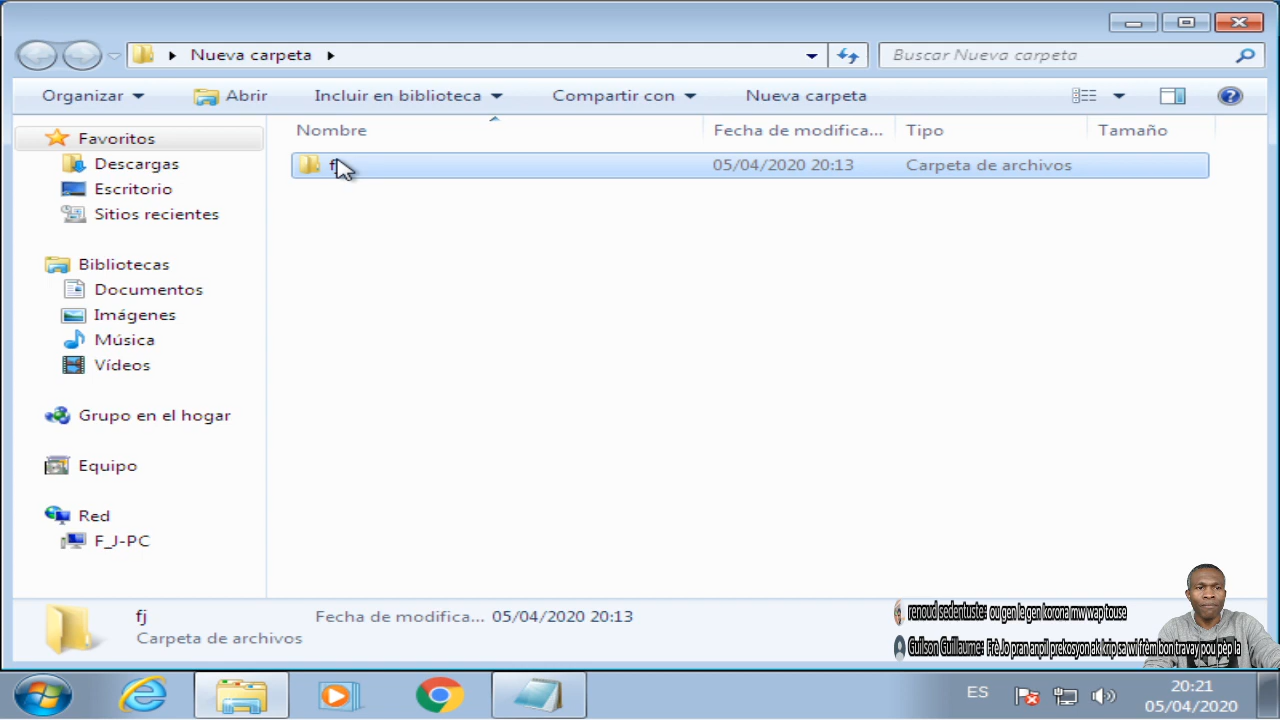 Nueva carpeta
Buscar Nueva carpeta
Organizar Abrir Incluir en biblioteca Compartir con Nueva carpeta
Nombre Fecha de modifica... Tipo Tamaño
05/04/2020 20:13 Carpeta de archivos
Favoritos
Descargas
Escritorio
Sitios recientes
Bibliotecas
Documentos
Imágenes
Música
Vídeos
Grupo en el hogar
Equipo
Red
F_J-PC
fj Fecha de modifica... 05/04/2020 20:13
Carpeta de archivos
renoud sedentuste: ou gen le gen korona mw wap touse
Guilson Guillaume: Frè Jo pran anpil prekosyon ak krip sa wi frèm bon travay pou pèp la
ES
20:21
05/04/2020